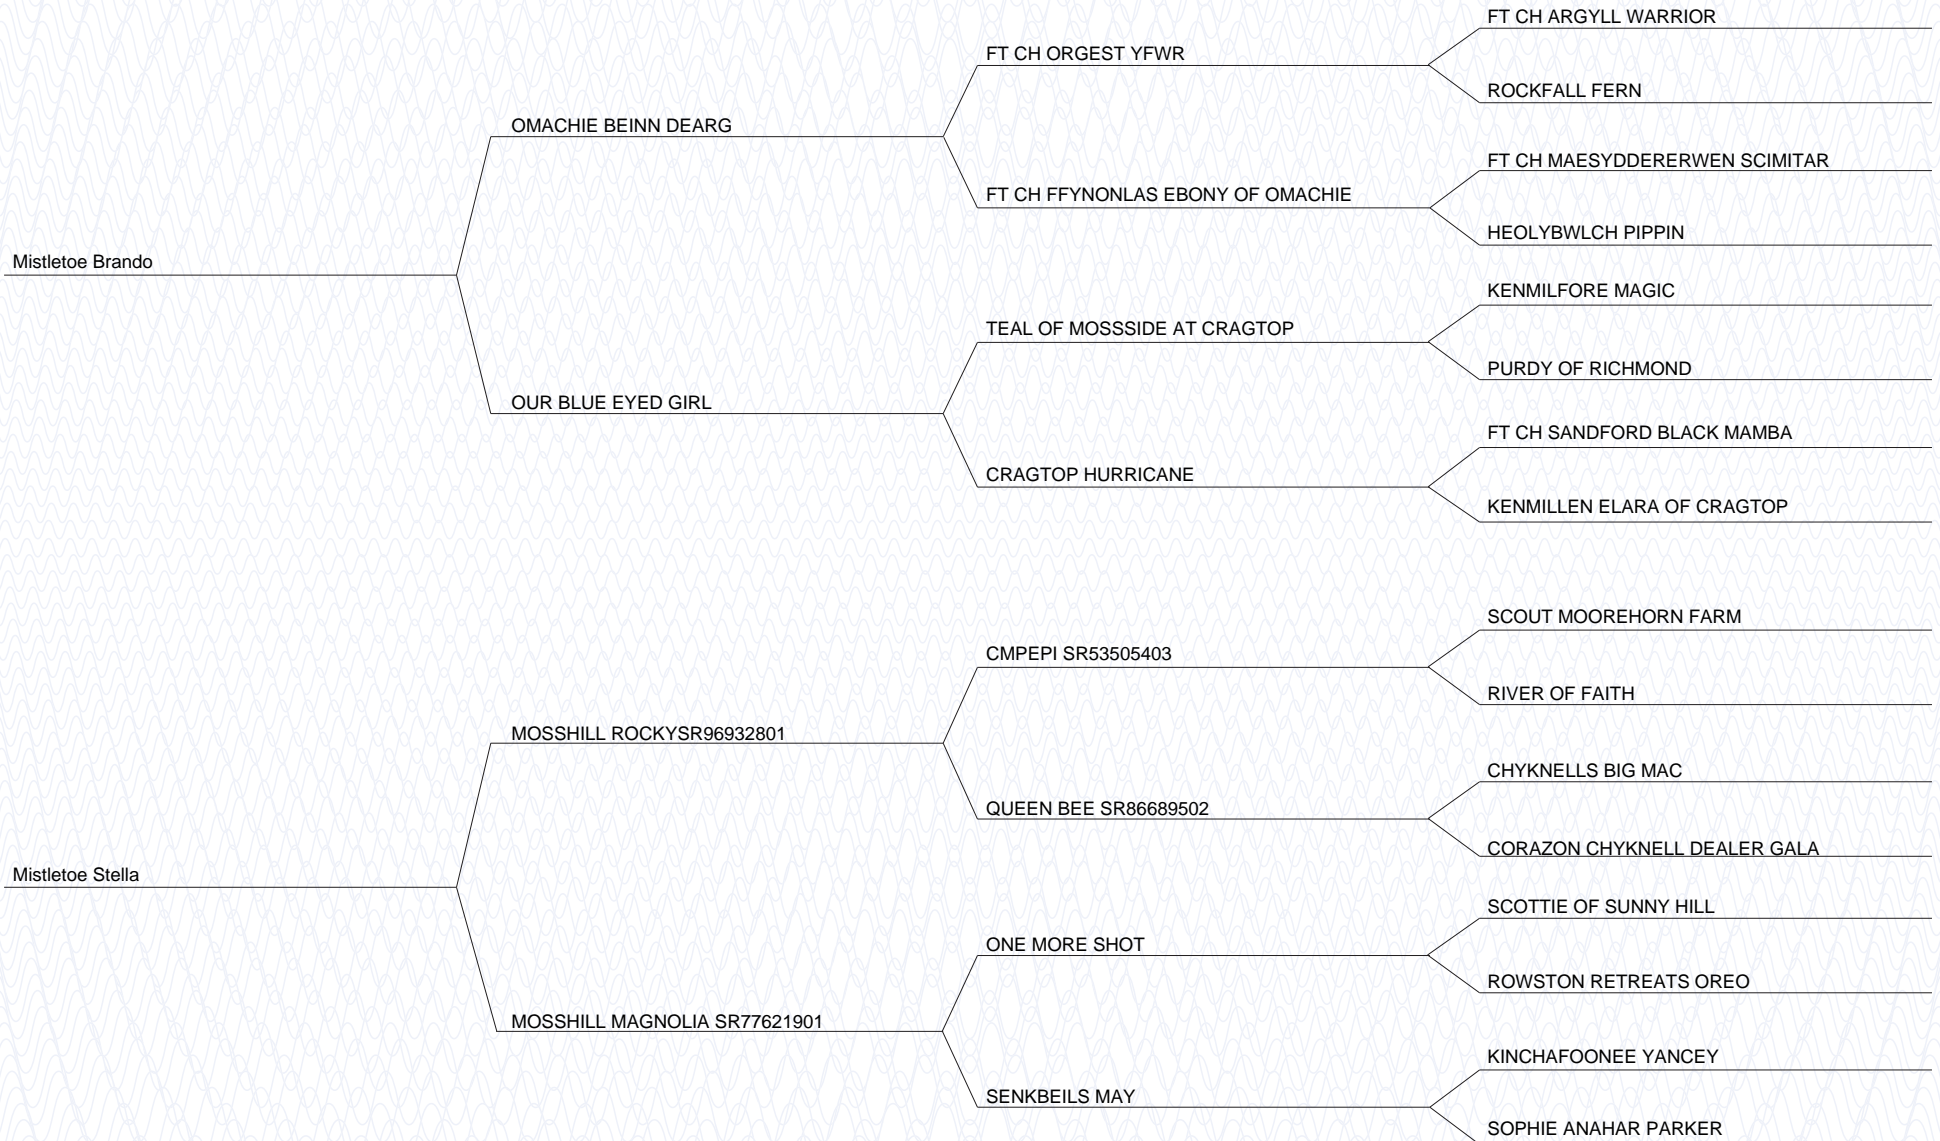 FT CH ARGYLL WARRIOR
FT CH ORGEST YFWR
ROCKFALL FERN
OMACHIE BEINN DEARG
FT CH MAESYDDERERWEN SCIMITAR
FT CH FFYNONLAS EBONY OF OMACHIE
HEOLYBWLCH PIPPIN
Mistletoe Brando
KENMILFORE MAGIC
TEAL OF MOSSSIDE AT CRAGTOP
PURDY OF RICHMOND
OUR BLUE EYED GIRL
FT CH SANDFORD BLACK MAMBA
CRAGTOP HURRICANE
KENMILLEN ELARA OF CRAGTOP
SCOUT MOOREHORN FARM
CMPEPI SR53505403
RIVER OF FAITH
MOSSHILL ROCKYSR96932801
CHYKNELLS BIG MAC
QUEEN BEE SR86689502
CORAZON CHYKNELL DEALER GALA
Mistletoe Stella
SCOTTIE OF SUNNY HILL
ONE MORE SHOT
ROWSTON RETREATS OREO
MOSSHILL MAGNOLIA SR77621901
KINCHAFOONEE YANCEY
SENKBEILS MAY
SOPHIE ANAHAR PARKER